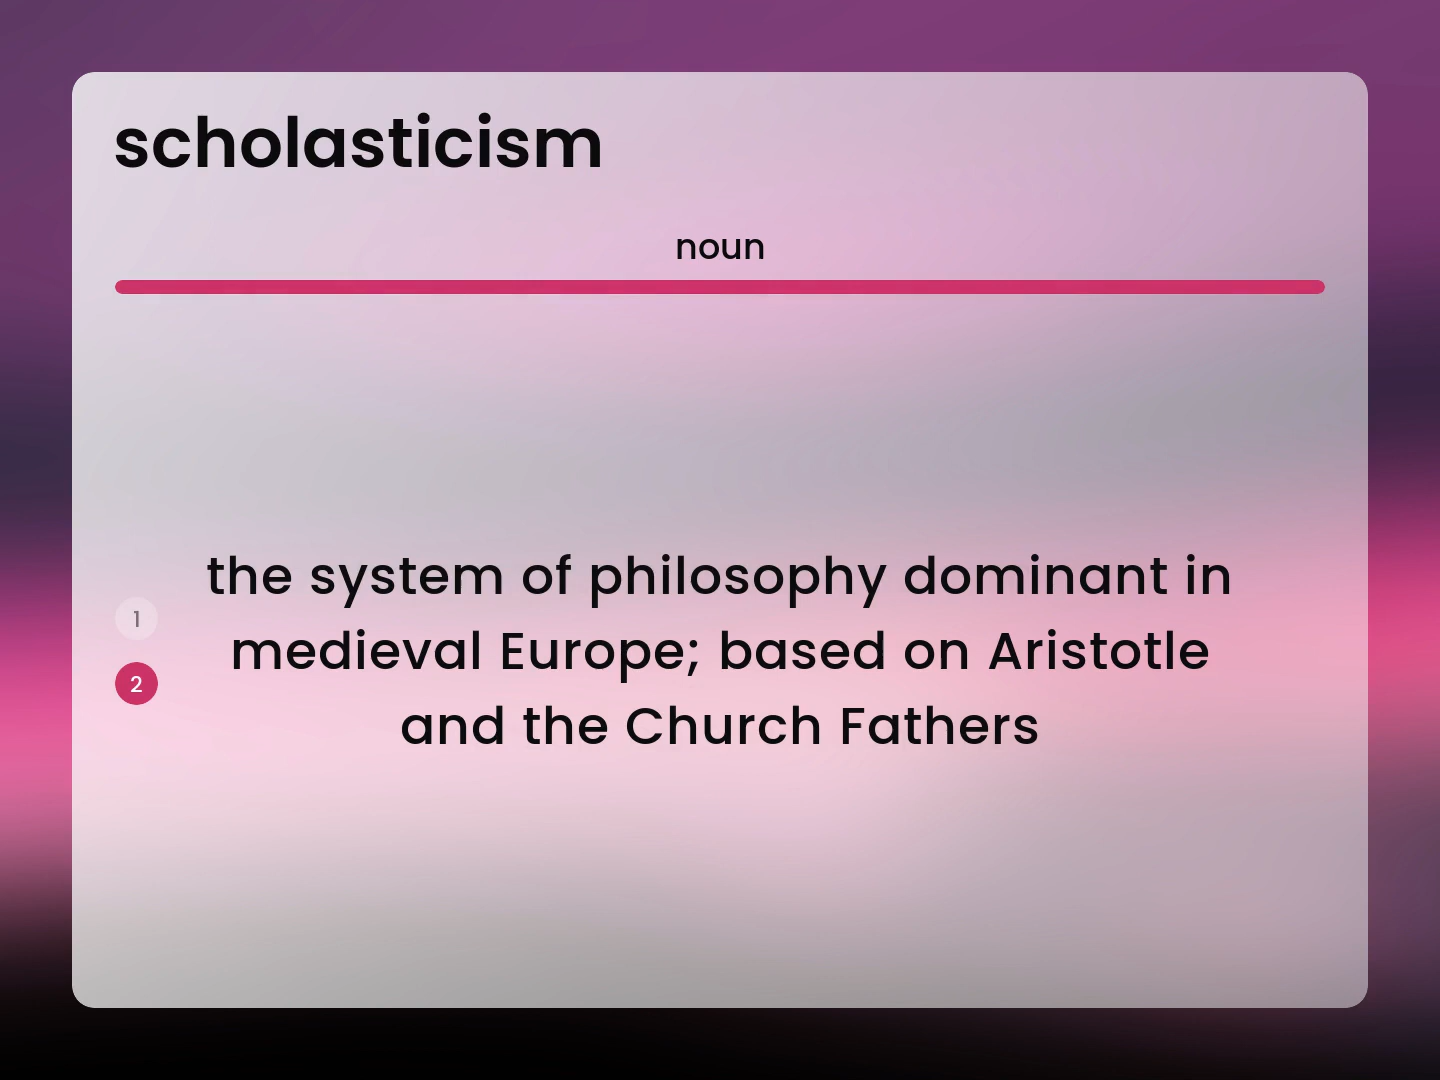 scholasticism
noun
1
2
the system of philosophy dominant in
medieval Europe; based on Aristotle
and the Church Fathers